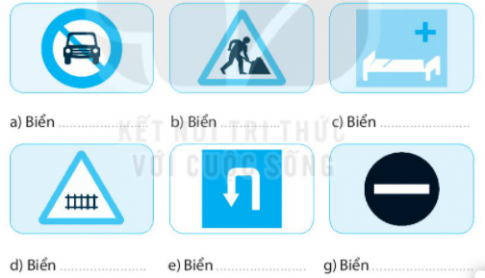 a) Biển ........................ b) Biển ........................ c) Biển ........................
KẾT NỐI TRI THỨC
VỚI CUỘC SỐNG
d) Biển ........................ e) Biển ........................ g) Biển ........................